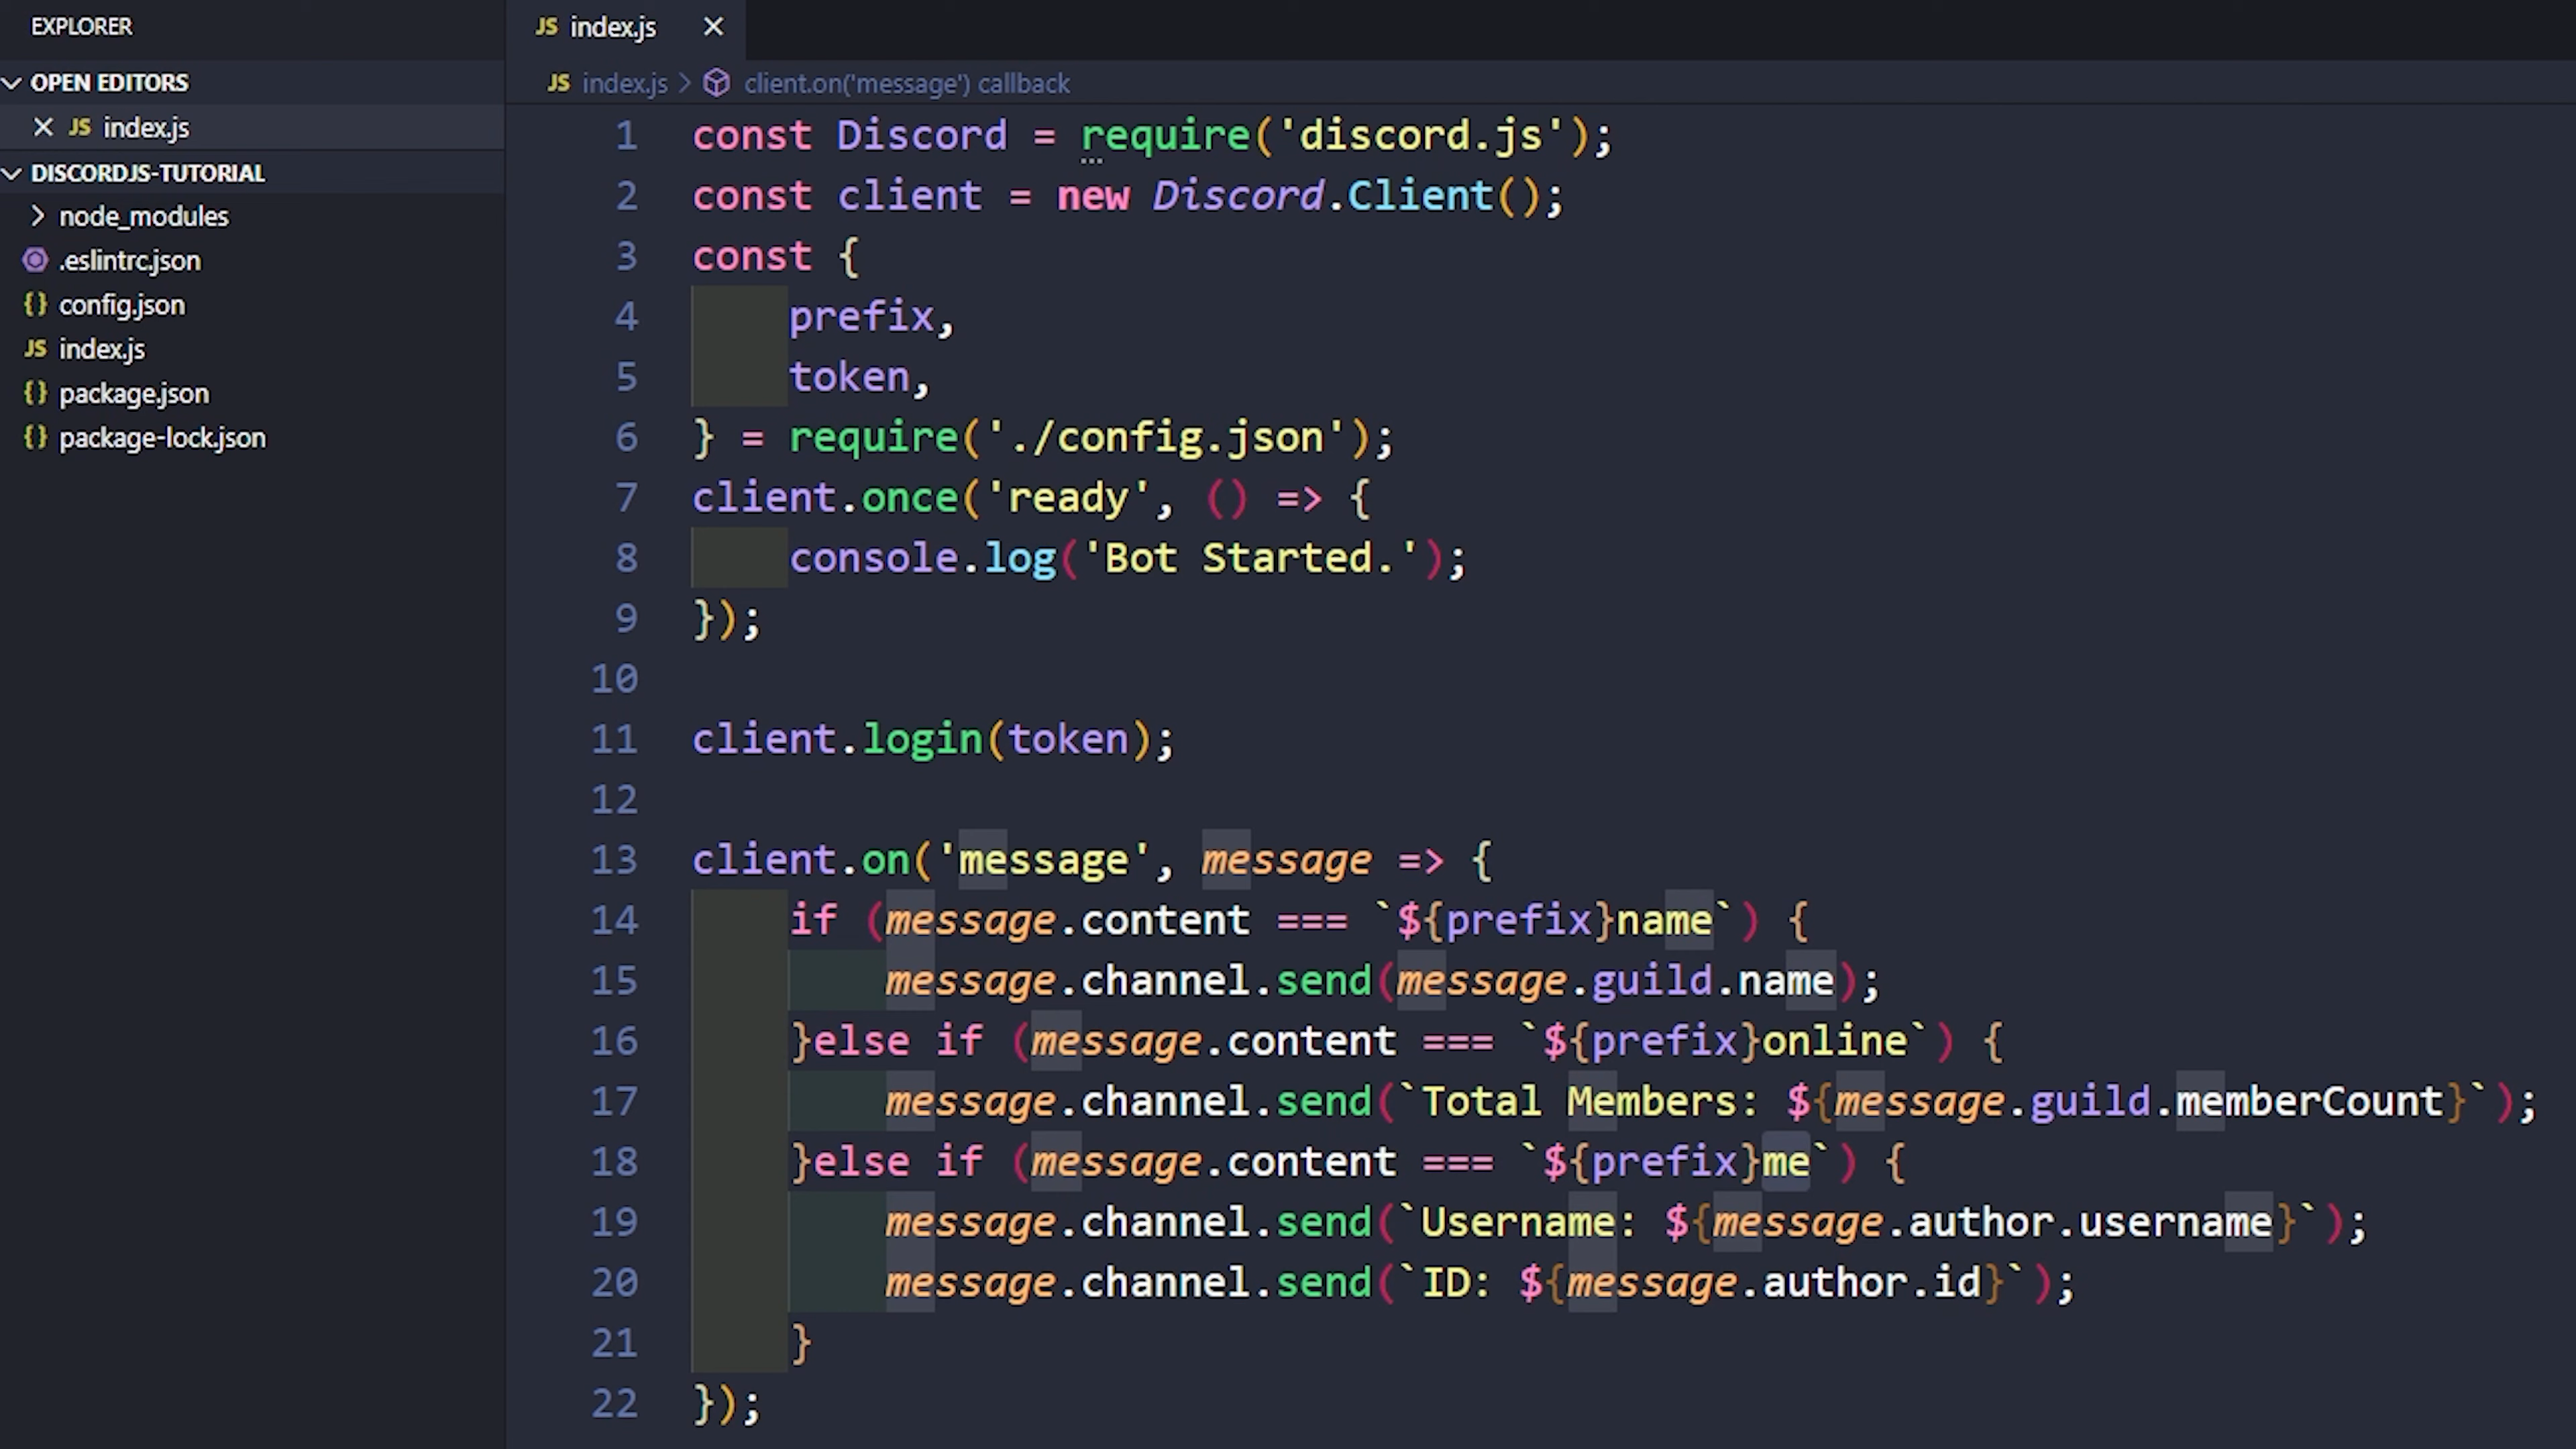 EXPLORER
OPEN EDITORS
JS index.js
DISCORDJS-TUTORIAL
node_modules
.eslintrc.json
{} config.json
JS index.js
{} package.json
{} package-lock.json
JS index.js
JS index.js > client.on('message') callback
1 const Discord = require('discord.js');
2 const client = new Discord.Client();
3 const {
4 prefix,
5 token,
6 } = require('./config.json');
7 client.once('ready', () => {
8 console.log('Bot Started.');
9 });
10
11 client.login(token);
12
13 client.on('message', message => {
14 if (message.content === `${prefix}name`) {
15 message.channel.send(message.guild.name);
16 }else if (message.content === `${prefix}online`) {
17 message.channel.send(`Total Members: ${message.guild.memberCount}`);
18 }else if (message.content === `${prefix}me`) {
19 message.channel.send(`Username: ${message.author.username}`);
20 message.channel.send(`ID: ${message.author.id}`);
21 }
22 });